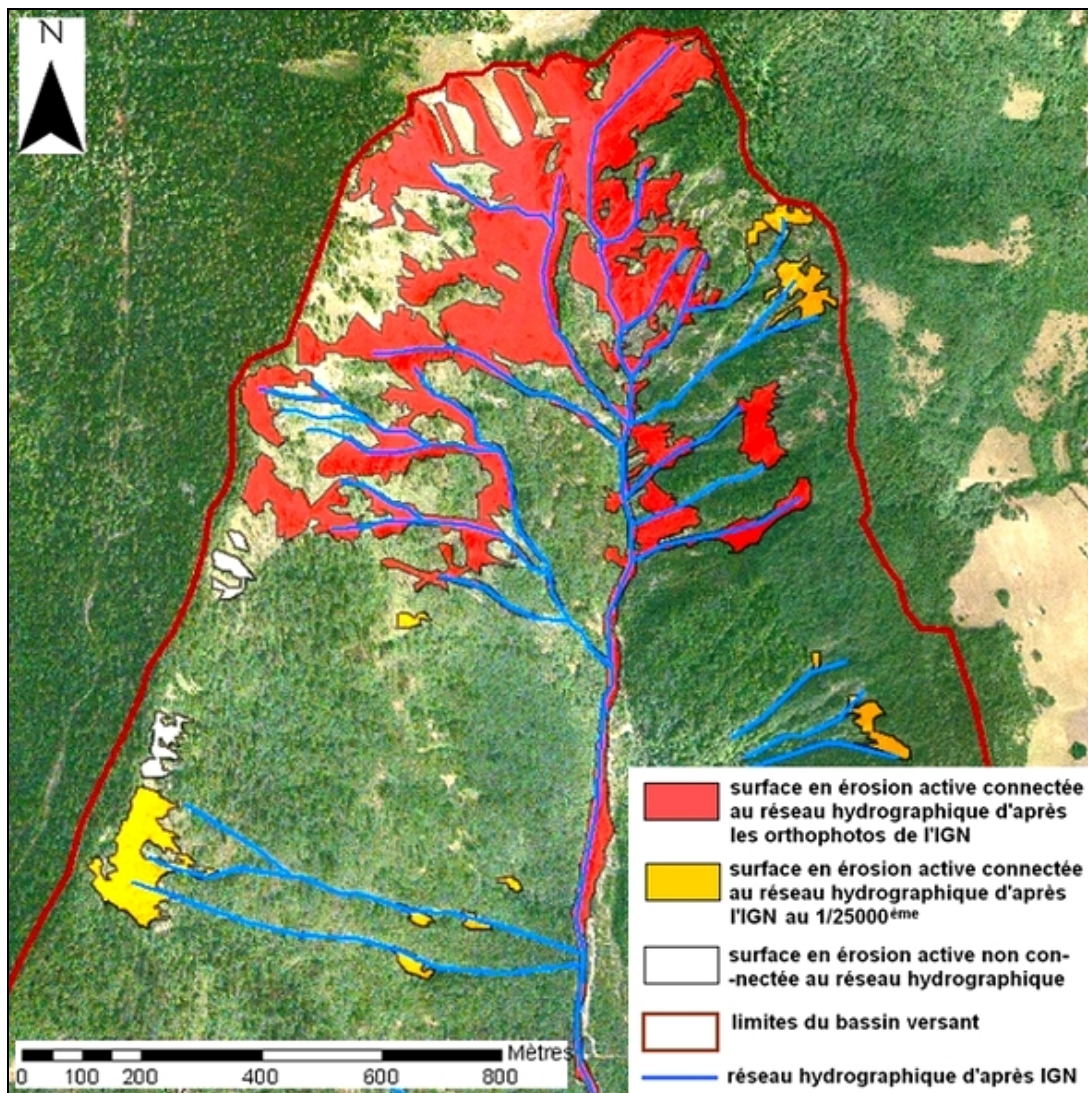 N
surface en érosion active connectée
au réseau hydrographique d'après
les orthophotos de l'IGN
surface en érosion active connectée
au réseau hydrographique d'après
l'IGN au 1/25000ème
surface en érosion active non con-
-nectée au réseau hydrographique
limites du bassin versant
réseau hydrographique d'après IGN
Mètres
0 100 200 400 600 800